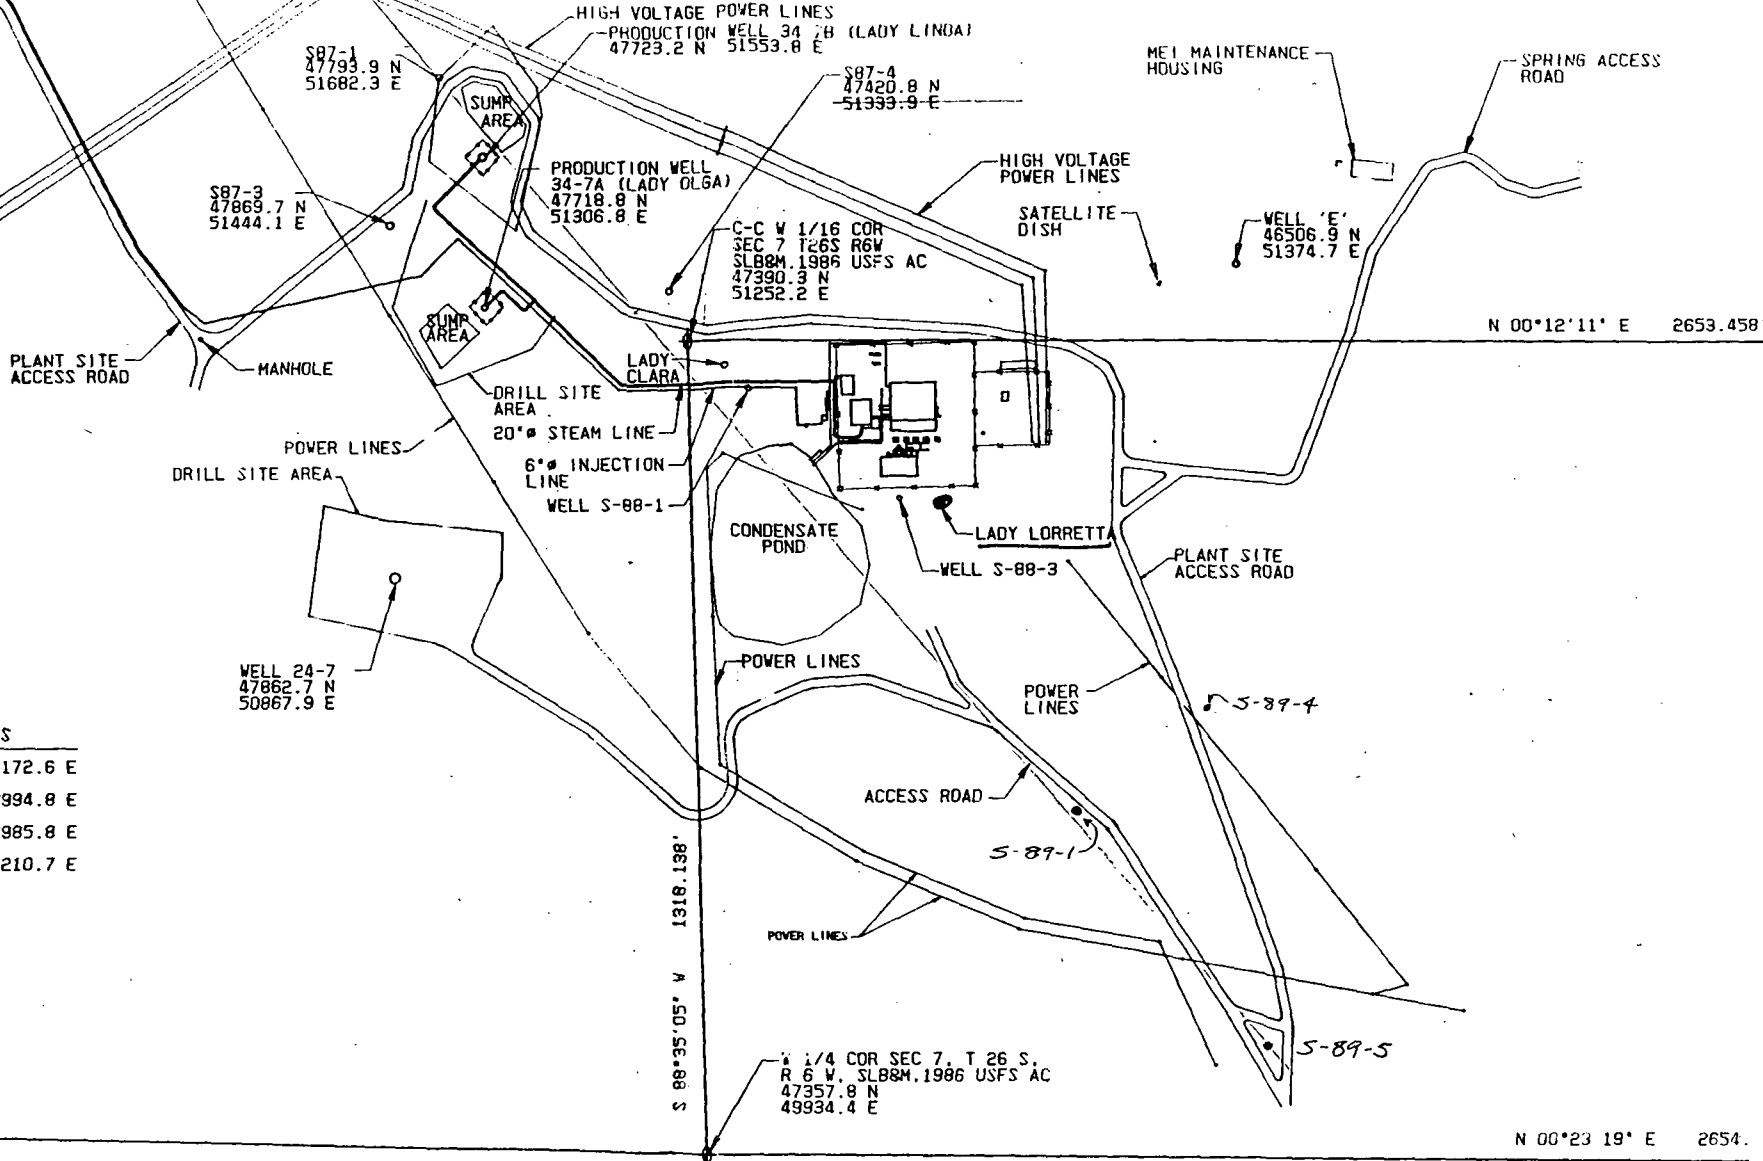 HIGH VOLTAGE POWER LINES
PRODUCTION WELL 34-7B (LADY LINDA)
47723.2 N 51553.8 E
S87-1
47793.9 N
51682.3 E
S87-4
47420.8 N
51333.9 E
MEI MAINTENANCE
HOUSING
SPRING ACCESS
ROAD
SUMP
AREA
PRODUCTION WELL
34-7A (LADY OLGA)
47718.8 N
51306.8 E
HIGH VOLTAGE
POWER LINES
S87-3
47869.7 N
51444.1 E
SATELLITE
DISH
WELL 'E'
46506.9 N
51374.7 E
C-C W 1/16 COR
SEC 7 T26S R6W
SLB&M.1986 USFS AC
47390.3 N
51252.2 E
N 00°12'11" E 2653.458
SUMP
AREA
PLANT SITE
ACCESS ROAD
MANHOLE
LADY
CLARA
DRILL SITE
AREA
20"ø STEAM LINE
POWER LINES
6"ø INJECTION
LINE
DRILL SITE AREA
WELL S-88-1
CONDENSATE
POND
LADY LORRETTA
WELL S-88-3
PLANT SITE
ACCESS ROAD
WELL 24-7
47862.7 N
50867.9 E
POWER LINES
POWER
LINES
S-89-4
S
172.6 E
994.8 E
985.8 E
210.7 E
ACCESS ROAD
S-89-1
POWER LINES
S 88°35'05" W 1318.138'
S-89-5
W 1/4 COR SEC 7, T 26 S,
R 6 W, SLB&M.1986 USFS AC
47357.8 N
49934.4 E
N 00°23 19" E 2654.